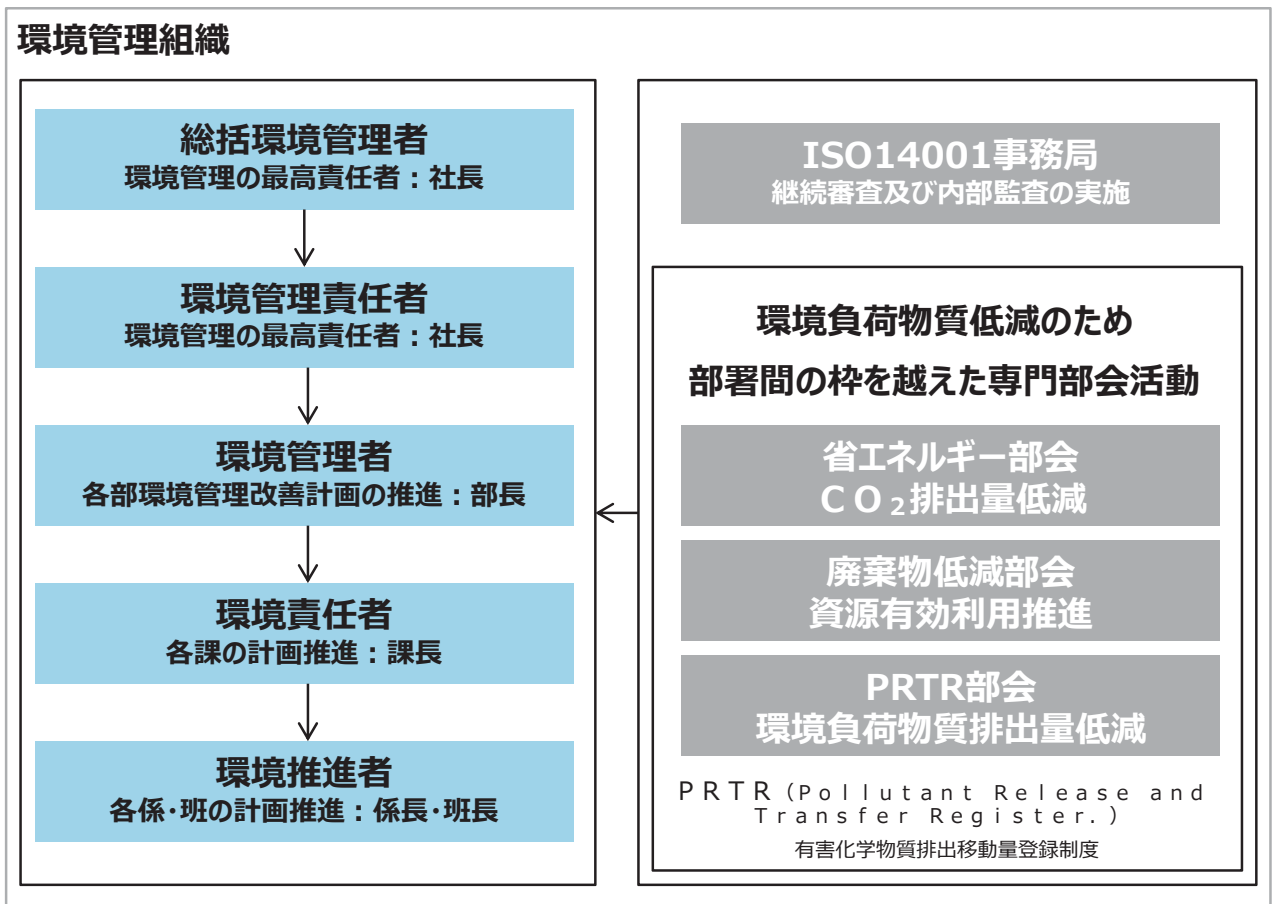 環境管理組織
総括環境管理者
環境管理の最高責任者：社長
環境管理責任者
環境管理の最高責任者：社長
環境管理者
各部環境管理改善計画の推進：部長
環境責任者
各課の計画推進：課長
環境推進者
各係・班の計画推進：係長・班長
ISO14001事務局
継続審査及び内部監査の実施
環境負荷物質低減のため
部署間の枠を越えた専門部会活動
省エネルギー部会
ＣＯ₂排出量低減
廃棄物低減部会
資源有効利用推進
PRTR部会
環境負荷物質排出量低減
ＰＲＴＲ（Pollutant Release and
Transfer Register.）
有害化学物質排出移動量登録制度